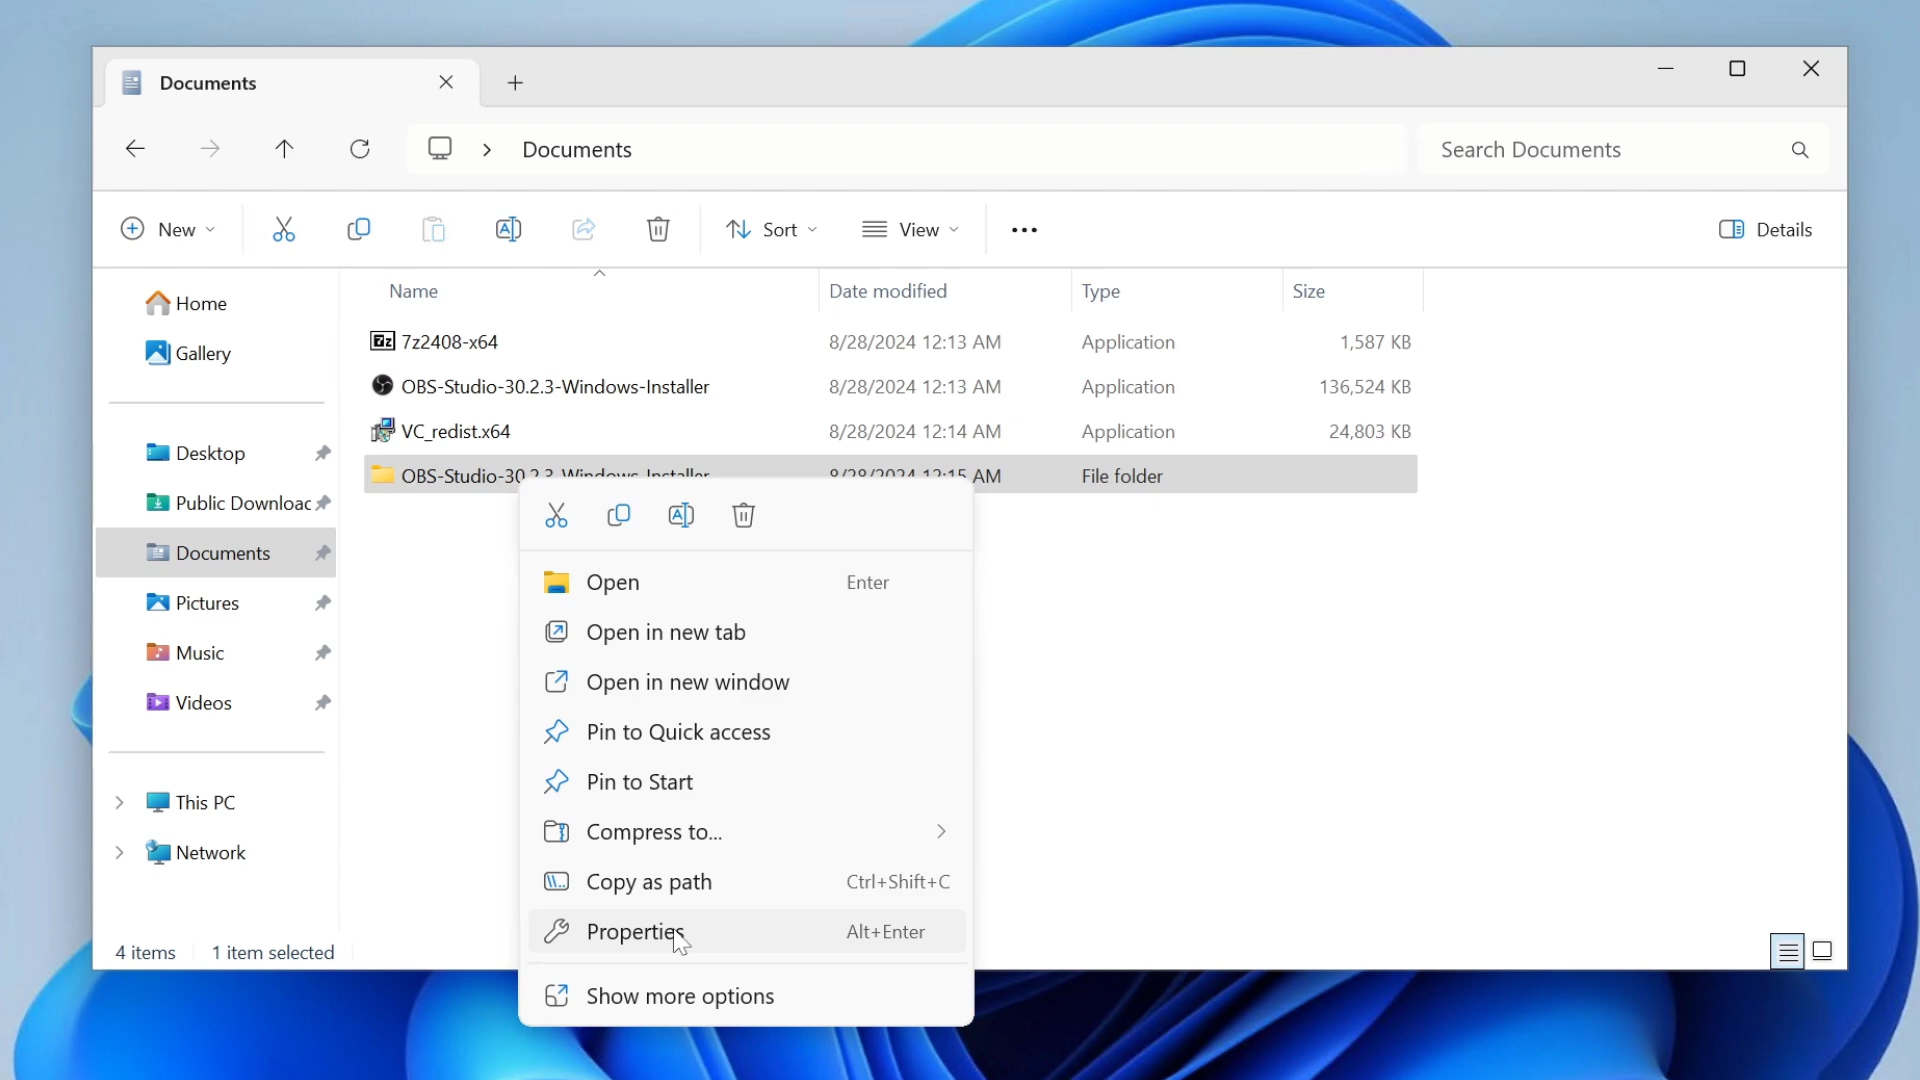 Documents
Documents
Search Documents
New
Sort
View
Details
Name
Date modified
Type
Size
7z 7z2408-x64
8/28/2024 12:13 AM
Application
1,587 KB
OBS-Studio-30.2.3-Windows-Installer
8/28/2024 12:13 AM
Application
136,524 KB
VC_redist.x64
8/28/2024 12:14 AM
Application
24,803 KB
OBS-Studio-30.2.3-Windows-Installer
8/28/2024 12:15 AM
File folder
Home
Gallery
Desktop
Public Downloac
Documents
Pictures
Music
Videos
This PC
Network
Open
Enter
Open in new tab
Open in new window
Pin to Quick access
Pin to Start
Compress to...
Copy as path
Ctrl+Shift+C
Properties
Alt+Enter
Show more options
4 items
1 item selected